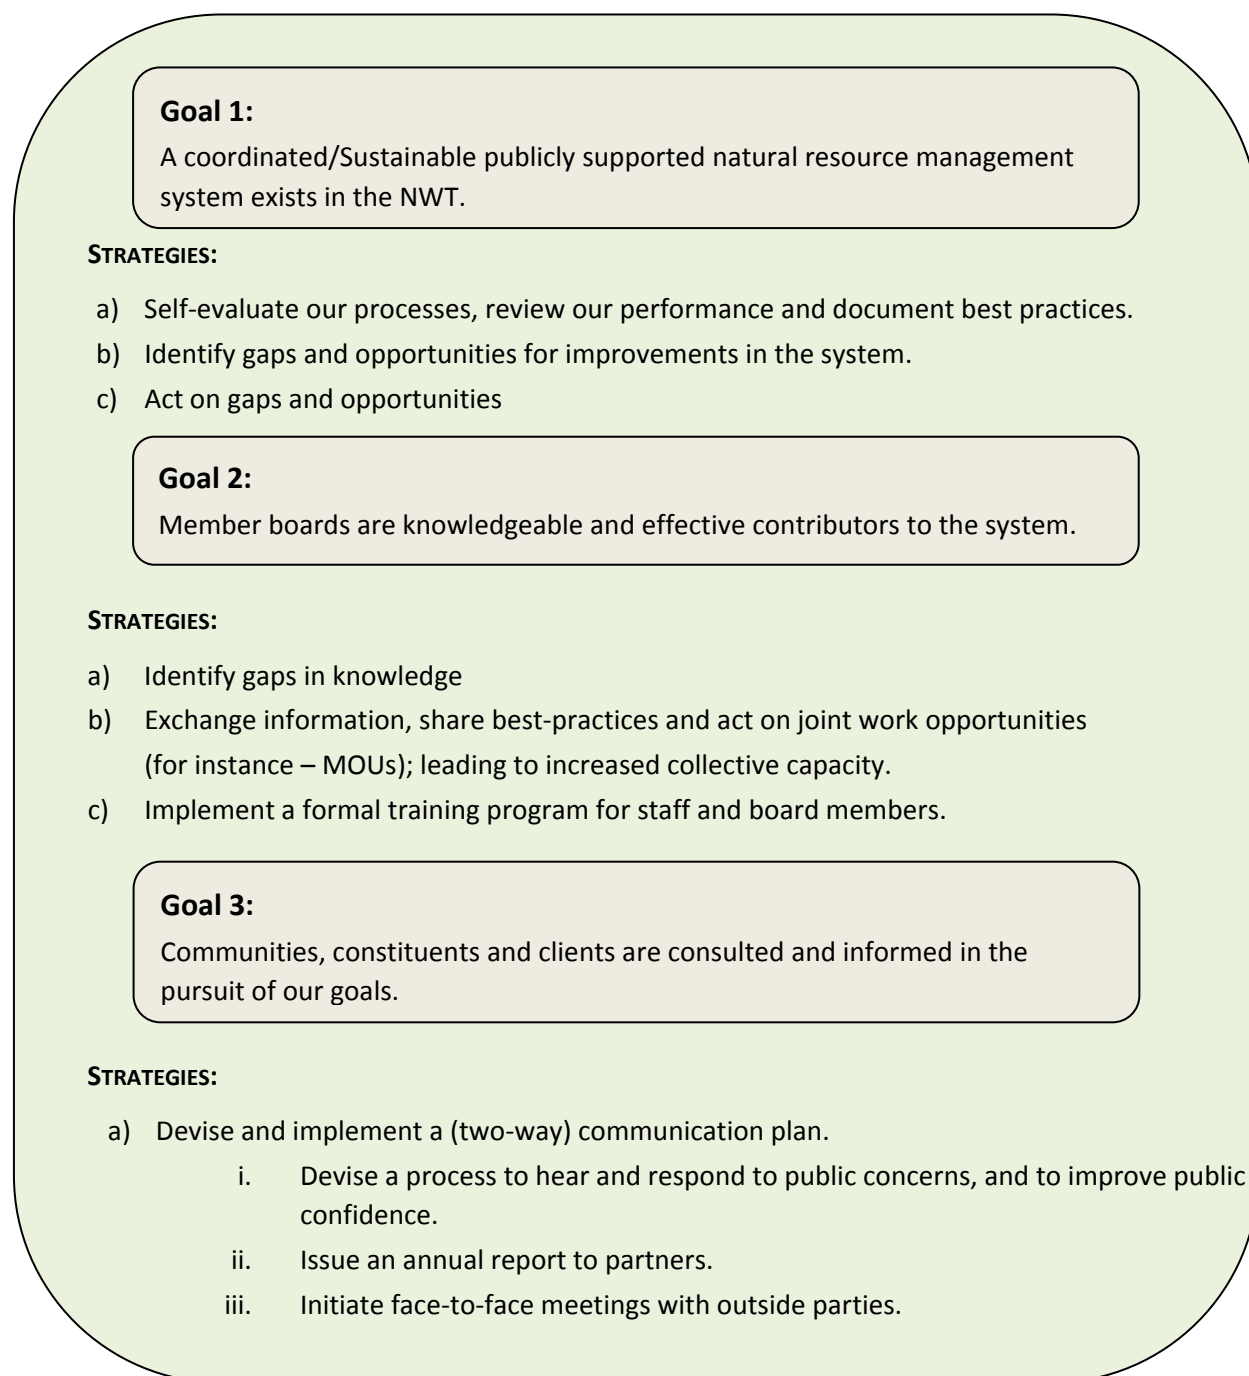 Goal 1:
A coordinated/Sustainable publicly supported natural resource management
system exists in the NWT.
STRATEGIES:
a) Self-evaluate our processes, review our performance and document best practices.
b) Identify gaps and opportunities for improvements in the system.
c) Act on gaps and opportunities
Goal 2:
Member boards are knowledgeable and effective contributors to the system.
STRATEGIES:
a) Identify gaps in knowledge
b) Exchange information, share best-practices and act on joint work opportunities
(for instance – MOUs); leading to increased collective capacity.
c) Implement a formal training program for staff and board members.
Goal 3:
Communities, constituents and clients are consulted and informed in the
pursuit of our goals.
STRATEGIES:
a) Devise and implement a (two-way) communication plan.
i. Devise a process to hear and respond to public concerns, and to improve public
confidence.
ii. Issue an annual report to partners.
iii. Initiate face-to-face meetings with outside parties.